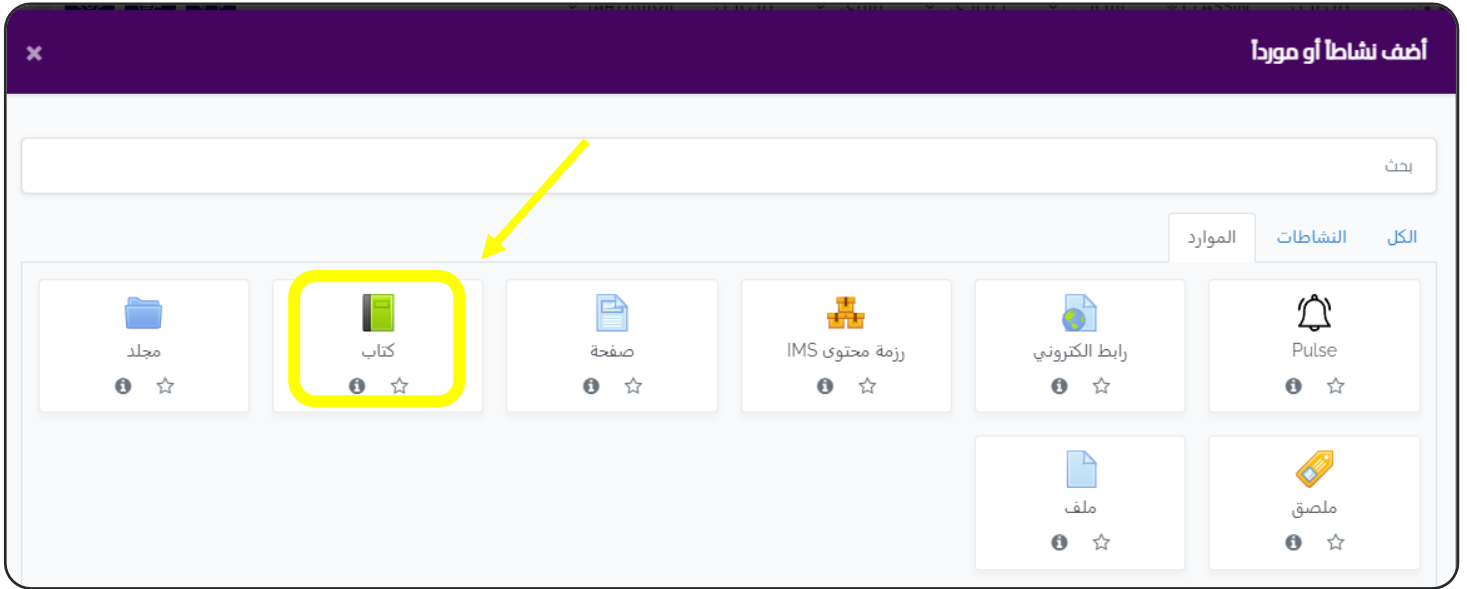 أضف نشاطاً أو مورداً
×
بحث
الكل النشاطات الموارد
Pulse رابط الكتروني رزمة محتوى IMS صفحة كتاب مجلد
ملصق ملف